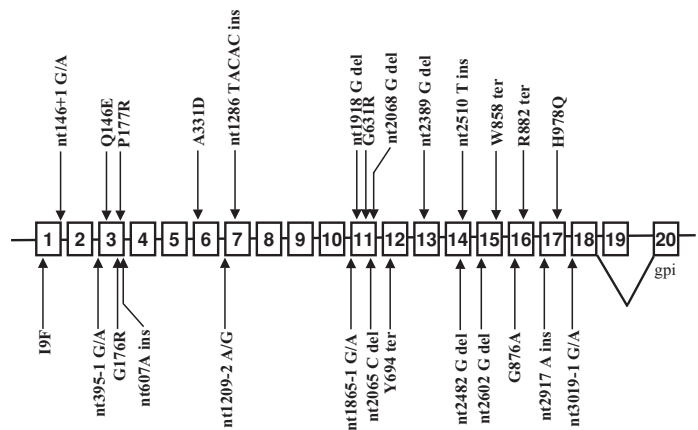 nt146+1 G/A
Q146E
P177R
A331D
nt1286 TACAC ins
nt1918 G del
G631R
nt2068 G del
nt2389 G del
nt2510 T ins
W858 ter
R882 ter
H978Q
1 2 3 4 5 6 7 8 9 10 11 12 13 14 15 16 17 18 19 20
gpi
I9F
nt395-1 G/A
G176R
nt607A ins
nt1209-2 A/G
nt1865-1 G/A
nt2065 C del
Y694 ter
nt2482 G del
nt2602 G del
G876A
nt2917 A ins
nt3019-1 G/A